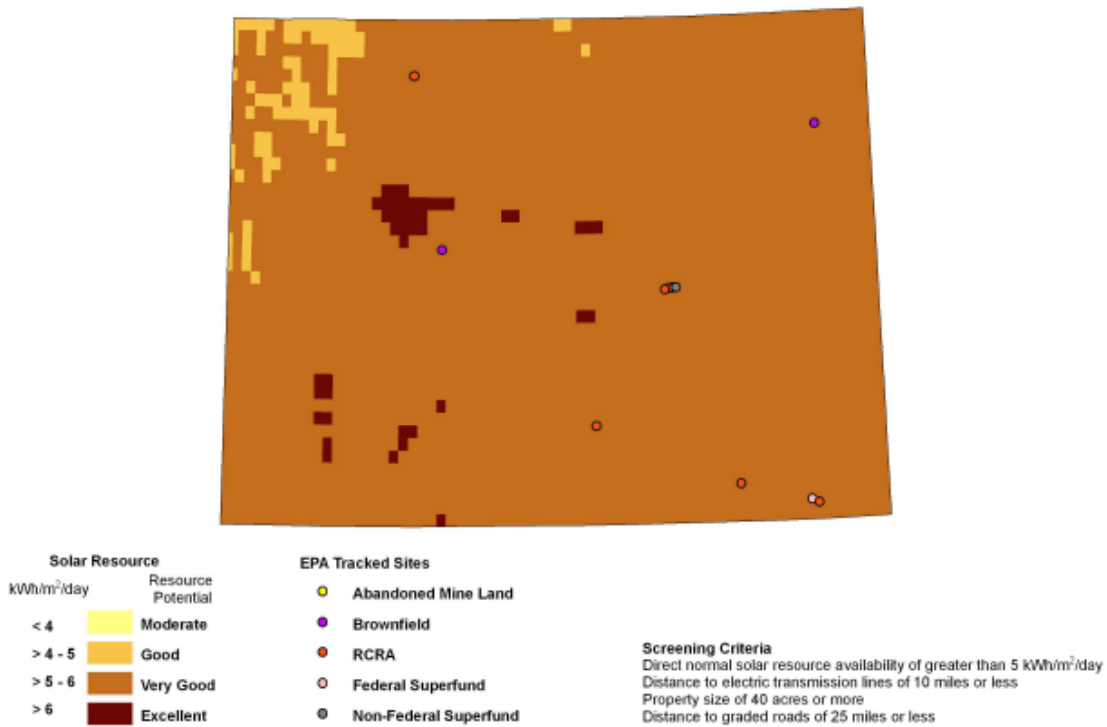 Solar Resource
kWh/m²/day Resource Potential
< 4 Moderate
> 4 - 5 Good
> 5 - 6 Very Good
> 6 Excellent
EPA Tracked Sites
Abandoned Mine Land
Brownfield
RCRA
Federal Superfund
Non-Federal Superfund
Screening Criteria
Direct normal solar resource availability of greater than 5 kWh/m²/day
Distance to electric transmission lines of 10 miles or less
Property size of 40 acres or more
Distance to graded roads of 25 miles or less